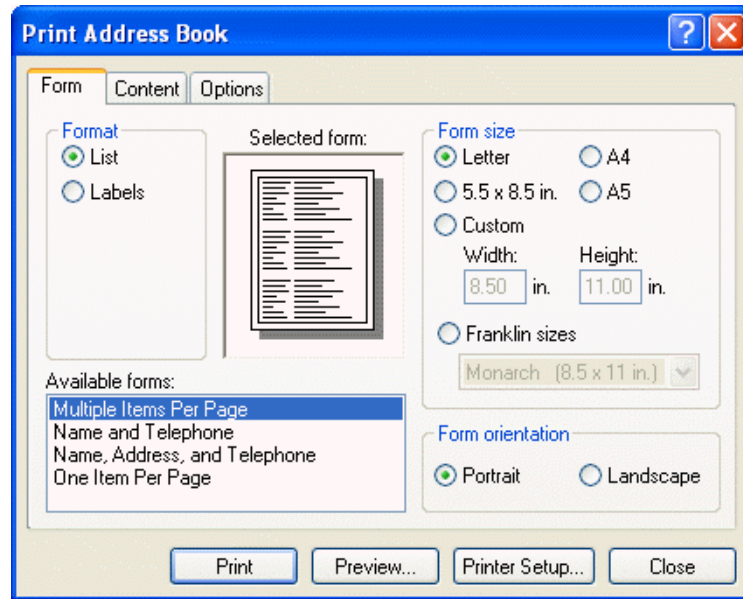 Print Address Book
Form
Content
Options
Format
List
Labels
Selected form:
Available forms:
Multiple Items Per Page
Name and Telephone
Name, Address, and Telephone
One Item Per Page
Form size
Letter
A4
5.5 x 8.5 in.
A5
Custom
Width:
Height:
8.50 in.
11.00 in.
Franklin sizes
Monarch (8.5 x 11 in.)
Form orientation
Portrait
Landscape
Print
Preview...
Printer Setup...
Close